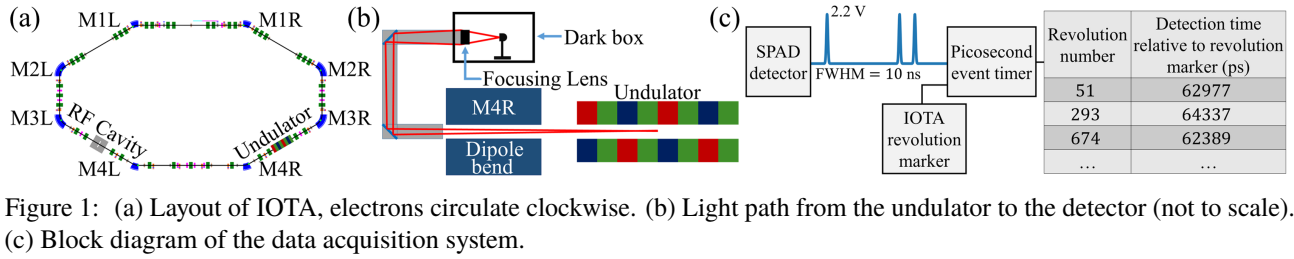 (a)
M1L
M1R
M2L
M2R
M3L
M3R
RF Cavity
Undulator
M4L
M4R
(b)
Dark box
Focusing Lens
Undulator
M4R
Dipole
bend
(c)
2.2 V
SPAD
detector
FWHM = 10 ns
Picosecond
event timer
IOTA
revolution
marker
Revolution
number
Detection time
relative to revolution
marker (ps)
51 62977
293 64337
674 62389
... ...
Figure 1: (a) Layout of IOTA, electrons circulate clockwise. (b) Light path from the undulator to the detector (not to scale).
(c) Block diagram of the data acquisition system.